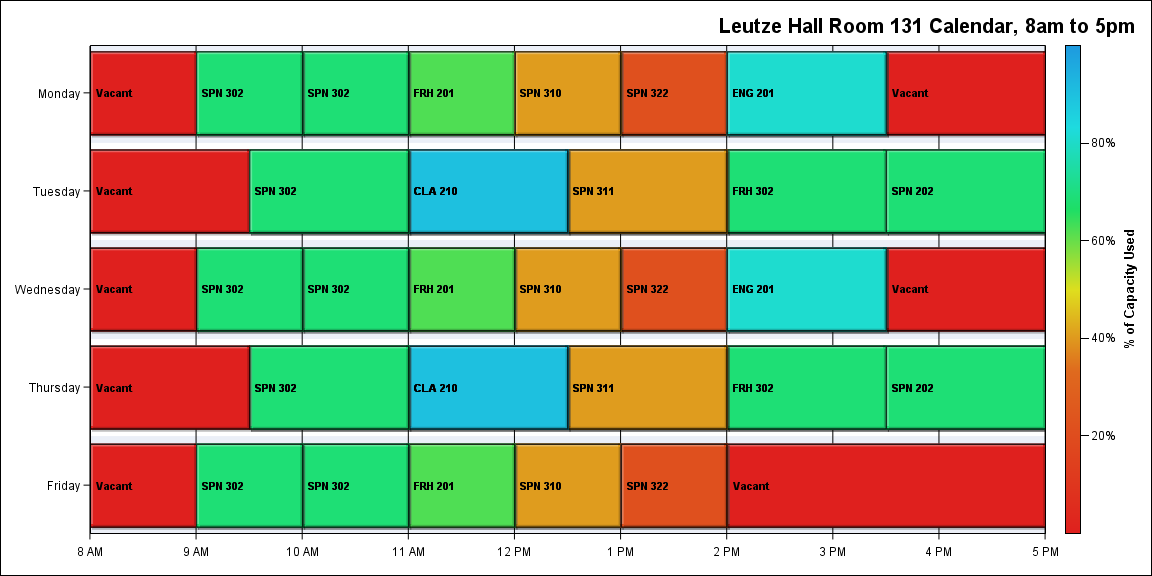 Leutze Hall Room 131 Calendar, 8am to 5pm
Monday
Vacant
SPN 302
SPN 302
FRH 201
SPN 310
SPN 322
ENG 201
Vacant
Tuesday
Vacant
SPN 302
CLA 210
SPN 311
FRH 302
SPN 202
Wednesday
Vacant
SPN 302
SPN 302
FRH 201
SPN 310
SPN 322
ENG 201
Vacant
Thursday
Vacant
SPN 302
CLA 210
SPN 311
FRH 302
SPN 202
Friday
Vacant
SPN 302
SPN 302
FRH 201
SPN 310
SPN 322
Vacant
8 AM
9 AM
10 AM
11 AM
12 PM
1 PM
2 PM
3 PM
4 PM
5 PM
80%
60%
40%
20%
% of Capacity Used